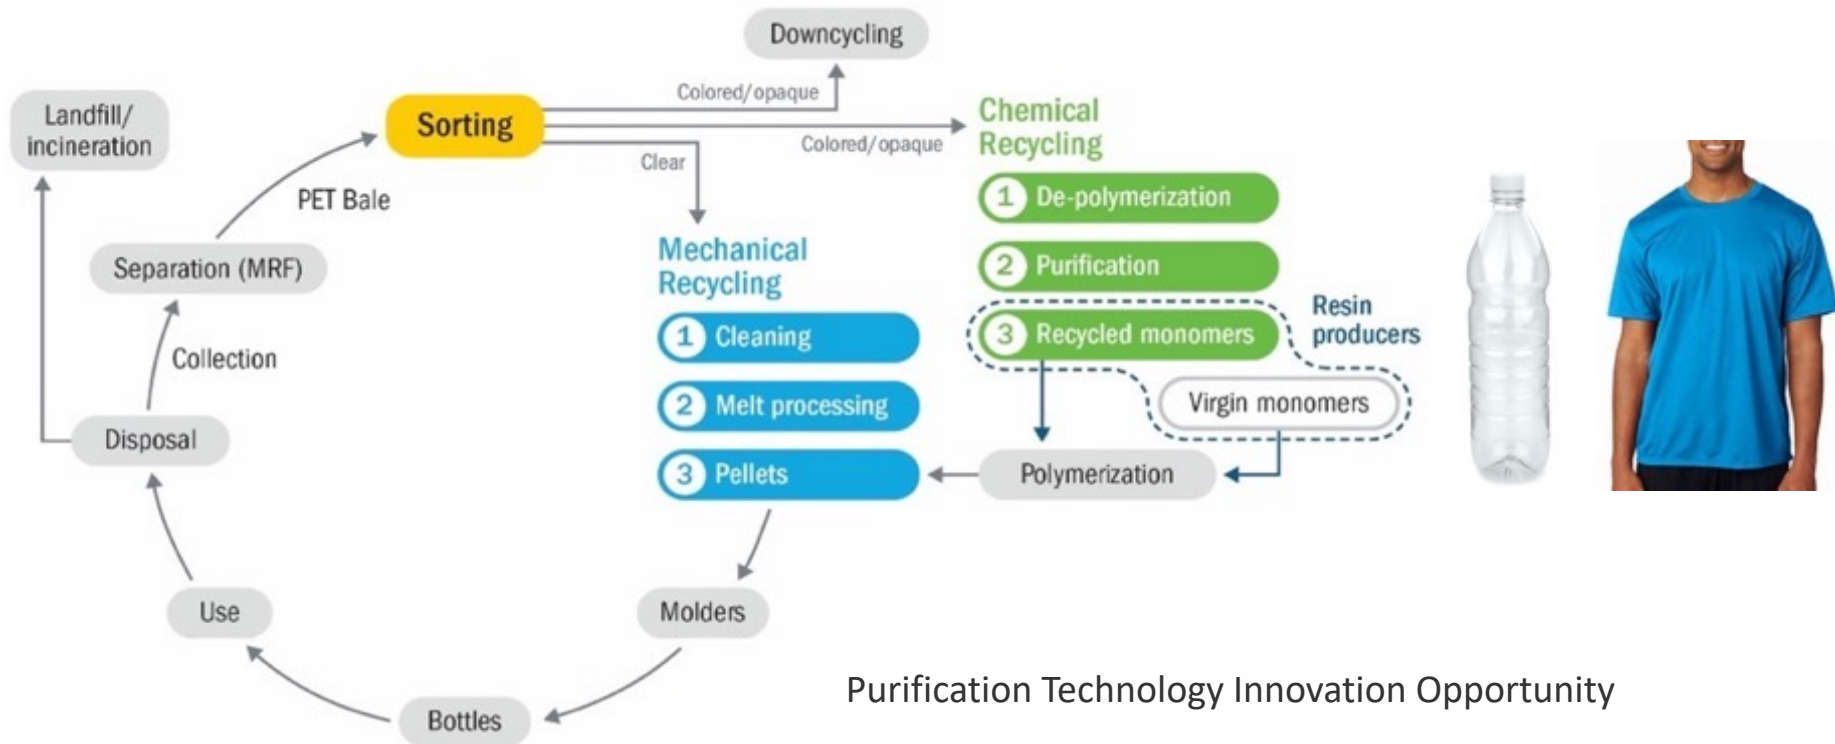 Downcycling
Colored/opaque
Landfill/
incineration
Sorting
Colored/opaque
Clear
Chemical
Recycling
PET Bale
1 De-polymerization
Separation (MRF)
Mechanical
Recycling
2 Purification
Resin
producers
1 Cleaning
3 Recycled monomers
Collection
2 Melt processing
Virgin monomers
Disposal
3 Pellets
Polymerization
Use
Molders
Bottles
Purification Technology Innovation Opportunity